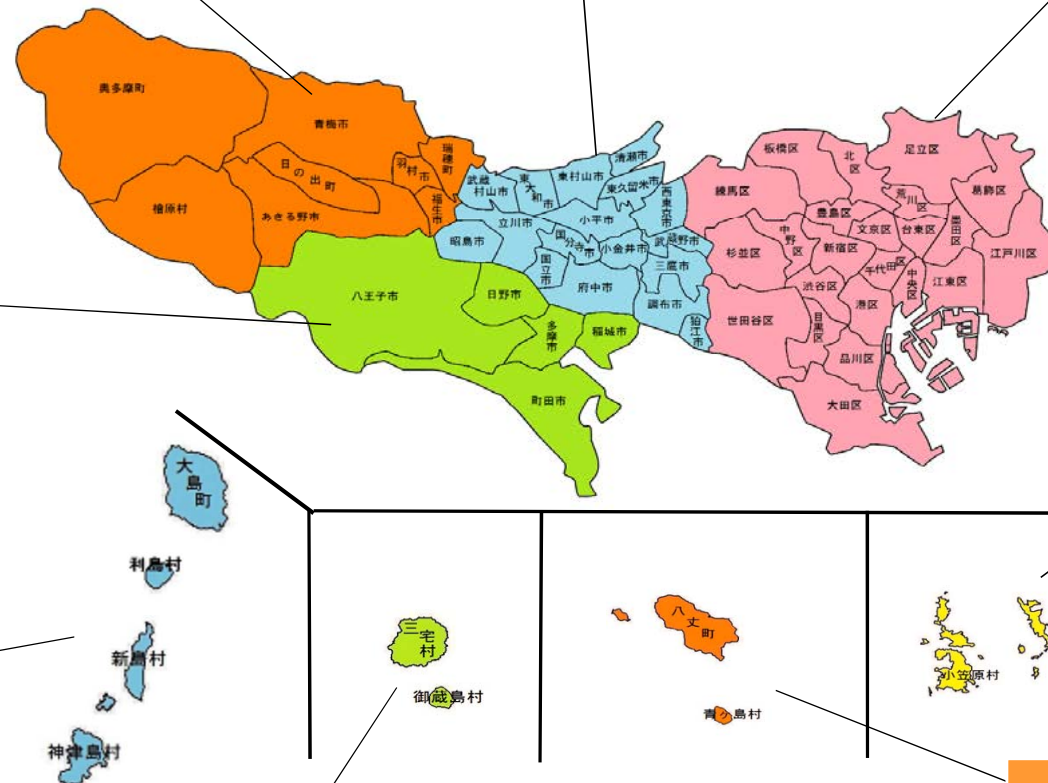 奥多摩町
青梅市
日の出町
羽村市
瑞穂町
檜原村
あきる野市
福生市
武蔵村山市
東大和市
東村山市
清瀬市
東久留米市
西東京市
立川市
小平市
昭島市
国分寺市
小金井市
武蔵野市
国立市
三鷹市
府中市
調布市
狛江市
八王子市
日野市
多摩市
稲城市
町田市
板橋区
北区
足立区
練馬区
荒川区
葛飾区
豊島区
文京区
台東区
墨田区
中野区
杉並区
新宿区
千代田区
中央区
江東区
江戸川区
渋谷区
世田谷区
目黒区
港区
品川区
大田区
大島町
利島村
新島村
神津島村
三宅村
御蔵島村
八丈町
青ヶ島村
小笠原村